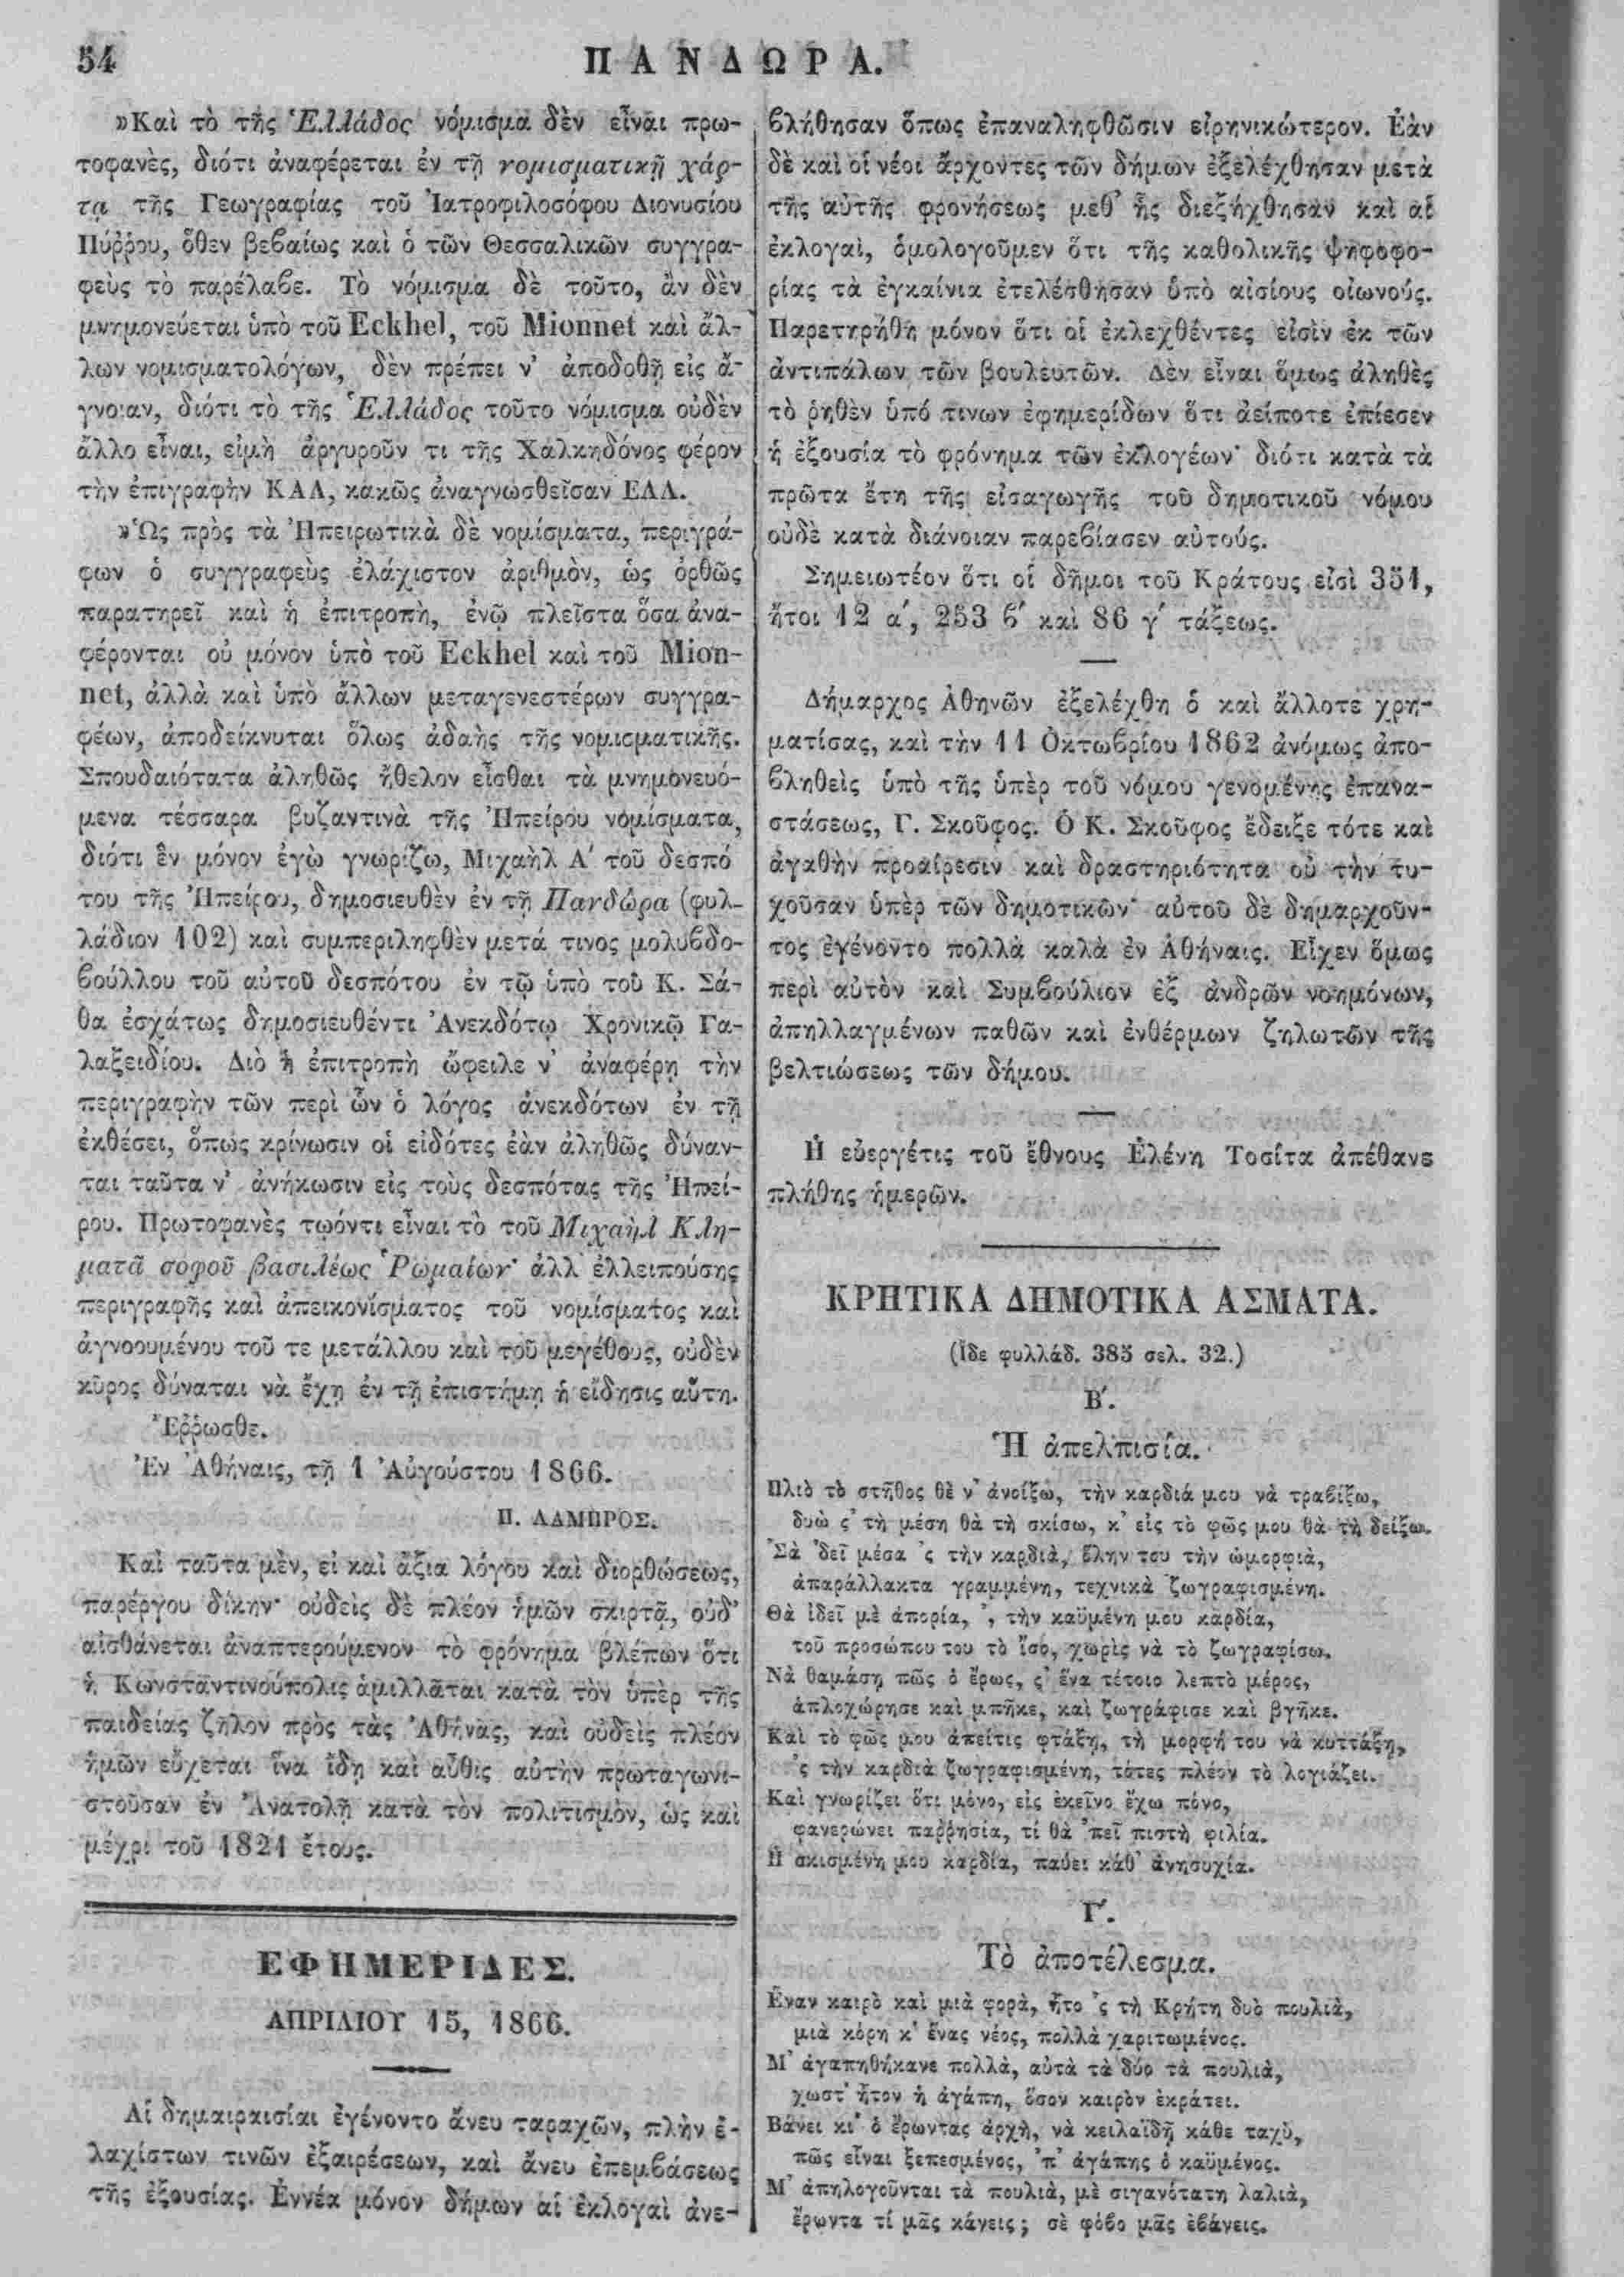 54
ΠΑΝΔΩΡΑ.
»Καὶ τὸ τῆς Ἑλλάδος νόμισμα δὲν εἶναι πρω-
τοφανὲς, διότι ἀναφέρεται ἐν τῇ νομισματικῇ χάρ-
τᾳ τῆς Γεωγραφίας τοῦ Ἰατροφιλοσόφου Διονυσίου
Πύῤῥου, ὅθεν βεβαίως καὶ ὁ τῶν Θεσσαλικῶν συγγρα-
φεὺς τὸ παρέλαβε. Τὸ νόμισμα δὲ τοῦτο, ἂν δὲν
μνημονεύεται ὑπὸ τοῦ Eckhel, τοῦ Mionnet καὶ ἄλ-
λων νομισματολόγων, δὲν πρέπει ν' ἀποδοθῇ εἰς ἄ-
γνοιαν, διότι τὸ τῆς Ἑλλάδος τοῦτο νόμισμα οὐδὲν
ἄλλο εἶναι, εἰμὴ ἀργυροῦν τι τῆς Χαλκηδόνος φέρον
τὴν ἐπιγραφὴν ΚΑΛ, κακῶς ἀναγνωσθεῖσαν ΕΛΛ.
»Ὡς πρὸς τὰ Ἠπειρωτικὰ δὲ νομίσματα, περιγρά-
φων ὁ συγγραφεὺς ἐλάχιστον ἀριθμὸν, ὡς ὀρθῶς
παρατηρεῖ καὶ ἡ ἐπιτροπὴ, ἐνῷ πλεῖστα ὅσα ἀνα-
φέρονται οὐ μόνον ὑπὸ τοῦ Eckhel καὶ τοῦ Mion-
net, ἀλλὰ καὶ ὑπὸ ἄλλων μεταγενεστέρων συγγρα-
φέων, ἀποδείκνυται ὅλως ἀδαὴς τῆς νομισματικῆς.
Σπουδαιότατα ἀληθῶς ἤθελον εἶσθαι τὰ μνημονευό-
μενα τέσσαρα βυζαντινὰ τῆς Ἠπείρου νομίσματα,
διότι ἓν μόνον ἐγὼ γνωρίζω, Μιχαὴλ Α΄ τοῦ δεσπό
του τῆς Ἠπείρου, δημοσιευθὲν ἐν τῇ Πανδώρᾳ (φυλ-
λάδιον 102) καὶ συμπεριληφθὲν μετά τινος μολυβδο-
βούλλου τοῦ αὐτοῦ δεσπότου ἐν τῷ ὑπὸ τοῦ Κ. Σά-
θα ἐσχάτως δημοσιευθέντι Ἀνεκδότῳ Χρονικῷ Γα-
λαξειδίου. Διὸ ἡ ἐπιτροπὴ ὤφειλε ν' ἀναφέρῃ τὴν
περιγραφὴν τῶν περὶ ὧν ὁ λόγος ἀνεκδότων ἐν τῇ
ἐκθέσει, ὅπως κρίνωσιν οἱ εἰδότες ἐὰν ἀληθῶς δύναν-
ται ταῦτα ν' ἀνήκωσιν εἰς τοὺς δεσπότας τῆς Ἠπεί-
ρου. Πρωτοφανὲς τῳόντι εἶναι τὸ τοῦ Μιχαὴλ Κλη-
ματᾶ σοφοῦ βασιλέως Ῥωμαίων· ἀλλ' ἐλλειπούσης
περιγραφῆς καὶ ἀπεικονίσματος τοῦ νομίσματος καὶ
ἀγνοουμένου τοῦ τε μετάλλου καὶ τοῦ μεγέθους, οὐδὲν
κῦρος δύναται νὰ ἔχῃ ἐν τῇ ἐπιστήμῃ ἡ εἴδησις αὕτη.
Ἔῤῥωσθε.
Ἐν Ἀθήναις, τῇ 1 Αὐγούστου 1866.
Π. ΛΑΜΠΡΟΣ.
Καὶ ταῦτα μὲν, εἰ καὶ ἄξια λόγου καὶ διορθώσεως,
παρέργου δίκην· οὐδεὶς δὲ πλέον ἡμῶν σκιρτᾷ, οὐδ'
αἰσθάνεται ἀναπτερούμενον τὸ φρόνημα βλέπων ὅτι
ἡ Κωνσταντινούπολις ἁμιλλᾶται κατὰ τὸν ὑπὲρ τῆς
παιδείας ζῆλον πρὸς τὰς Ἀθήνας, καὶ οὐδεὶς πλέον
ἡμῶν εὔχεται ἵνα ἴδῃ καὶ αὖθις αὐτὴν πρωταγωνι-
στοῦσαν ἐν Ἀνατολῇ κατὰ τὸν πολιτισμὸν, ὡς καὶ
μέχρι τοῦ 1821 ἔτους.
ΕΦΗΜΕΡΙΔΕΣ.
ΑΠΡΙΛΙΟΥ 15, 1866.
Αἱ δημαιραισίαι ἐγένοντο ἄνευ ταραχῶν, πλὴν ἐ-
λαχίστων τινῶν ἐξαιρέσεων, καὶ ἄνευ ἐπεμβάσεως
τῆς ἐξουσίας. Ἐννέα μόνον δήμων αἱ ἐκλογαὶ ἀνε-
βλήθησαν ὅπως ἐπαναληφθῶσιν εἰρηνικώτερον. Ἐὰν
δὲ καὶ οἱ νέοι ἄρχοντες τῶν δήμων ἐξελέχθησαν μετὰ
τῆς αὐτῆς φρονήσεως μεθ' ἧς διεξήχθησαν καὶ αἱ
ἐκλογαὶ, ὁμολογοῦμεν ὅτι τῆς καθολικῆς ψηφοφο-
ρίας τὰ ἐγκαίνια ἐτελέσθησαν ὑπὸ αἰσίους οἰωνούς.
Παρετηρήθη μόνον ὅτι οἱ ἐκλεχθέντες εἰσὶν ἐκ τῶν
ἀντιπάλων τῶν βουλευτῶν. Δὲν εἶναι ὅμως ἀληθὲς
τὸ ῥηθὲν ὑπό τινων ἐφημερίδων ὅτι ἀείποτε ἐπίεσεν
ἡ ἐξουσία τὸ φρόνημα τῶν ἐκλογέων· διότι κατὰ τὰ
πρῶτα ἔτη τῆς εἰσαγωγῆς τοῦ δημοτικοῦ νόμου
οὐδὲ κατὰ διάνοιαν παρεβίασεν αὐτούς.
Σημειωτέον ὅτι οἱ δῆμοι τοῦ Κράτους εἰσὶ 351,
ἤτοι 12 α΄, 253 β΄ καὶ 86 γ΄ τάξεως.
Δήμαρχος Ἀθηνῶν ἐξελέχθη ὁ καὶ ἄλλοτε χρη-
ματίσας, καὶ τὴν 11 Ὀκτωβρίου 1862 ἀνόμως ἀπο-
βληθεὶς ὑπὸ τῆς ὑπὲρ τοῦ νόμου γενομένης ἐπανα-
στάσεως, Γ. Σκοῦφος. Ὁ Κ. Σκοῦφος ἔδειξε τότε καὶ
ἀγαθὴν προαίρεσιν καὶ δραστηριότητα οὐ τὴν τυ-
χοῦσαν ὑπὲρ τῶν δημοτικῶν· αὐτοῦ δὲ δημαρχοῦν-
τος ἐγένοντο πολλὰ καλὰ ἐν Ἀθήναις. Εἶχεν ὅμως
περὶ αὐτὸν καὶ Συμβούλιον ἐξ ἀνδρῶν νοημόνων,
ἀπηλλαγμένων παθῶν καὶ ἐνθέρμων ζηλωτῶν τῆς
βελτιώσεως τῶν δήμου.
Ἡ εὐεργέτις τοῦ ἔθνους Ἑλένη Τοσίτα ἀπέθανε
πλήθης ἡμερῶν.
ΚΡΗΤΙΚΑ ΔΗΜΟΤΙΚΑ ΑΣΜΑΤΑ.
(Ἴδε φυλλάδ. 385 σελ. 32.)
Β΄.
Ἡ ἀπελπισία.
Πλιὸ τὸ στῆθος θὲ ν' ἀνοίξω, τὴν καρδιά μου νὰ τραβίξω,
δυὼ ς' τὴ μέση θὰ τὴ σκίσω, κ' εἰς τὸ φῶς μου θὰ τὴ δείξω.
Σὰ 'δεῖ μέσα 'ς τὴν καρδιὰ, ὅλην του τὴν ὠμορφιὰ,
ἀπαράλλακτα γραμμένη, τεχνικὰ ζωγραφισμένη.
Θὰ ἰδεῖ μὲ ἀπορία, ', τὴν καϋμένη μου καρδία,
τοῦ προσώπου του τὸ ἴσο, χωρὶς νὰ τὸ ζωγραφίσω.
Νὰ θαμάσῃ πῶς ὁ ἔρως, ς' ἕνα τέτοιο λεπτὸ μέρος,
ἁπλοχώρησε καὶ μπῆκε, καὶ ζωγράφισε καὶ βγῆκε.
Καὶ τὸ φῶς μου ἀπείτις φτάξῃ, τὴ μορφή του νὰ κυττάξῃ,
'ς τὴν καρδιὰ ζωγραφισμένη, τότες πλέον τὸ λογιάζει.
Καὶ γνωρίζει ὅτι μόνο, εἰς ἐκεῖνο ἔχω πόνο,
φανερώνει παῤῥησία, τί θὰ 'πεῖ πιστὴ φιλία.
Ἡ σκισμένη μου καρδία, παύει κάθ' ἀνησυχία.
Γ΄.
Τὸ ἀποτέλεσμα.
Ἕναν καιρὸ καὶ μιὰ φορὰ, ἦτο 'ς τὴ Κρήτη δυὸ πουλιὰ,
μιὰ κόρη κ' ἕνας νέος, πολλὰ χαριτωμένος.
Μ' ἀγαπηθήκανε πολλὰ, αὐτὰ τὰ δύο τὰ πουλιὰ,
χωστ' ἦτον ἡ ἀγάπη, ὅσον καιρὸν ἐκράτει.
Βάνει κι' ὁ ἔρωντας ἀρχὴ, νὰ κειλαϊδῇ κάθε ταχὺ,
πῶς εἶναι ξεπεσμένος, 'π' ἀγάπης ὁ καϋμένος.
Μ' ἀπηλογοῦνται τὰ πουλιὰ, μὲ σιγανότατη λαλιὰ,
ἔρωντα τί μᾶς κάνεις; σὲ φόβο μᾶς ἐβάνεις.